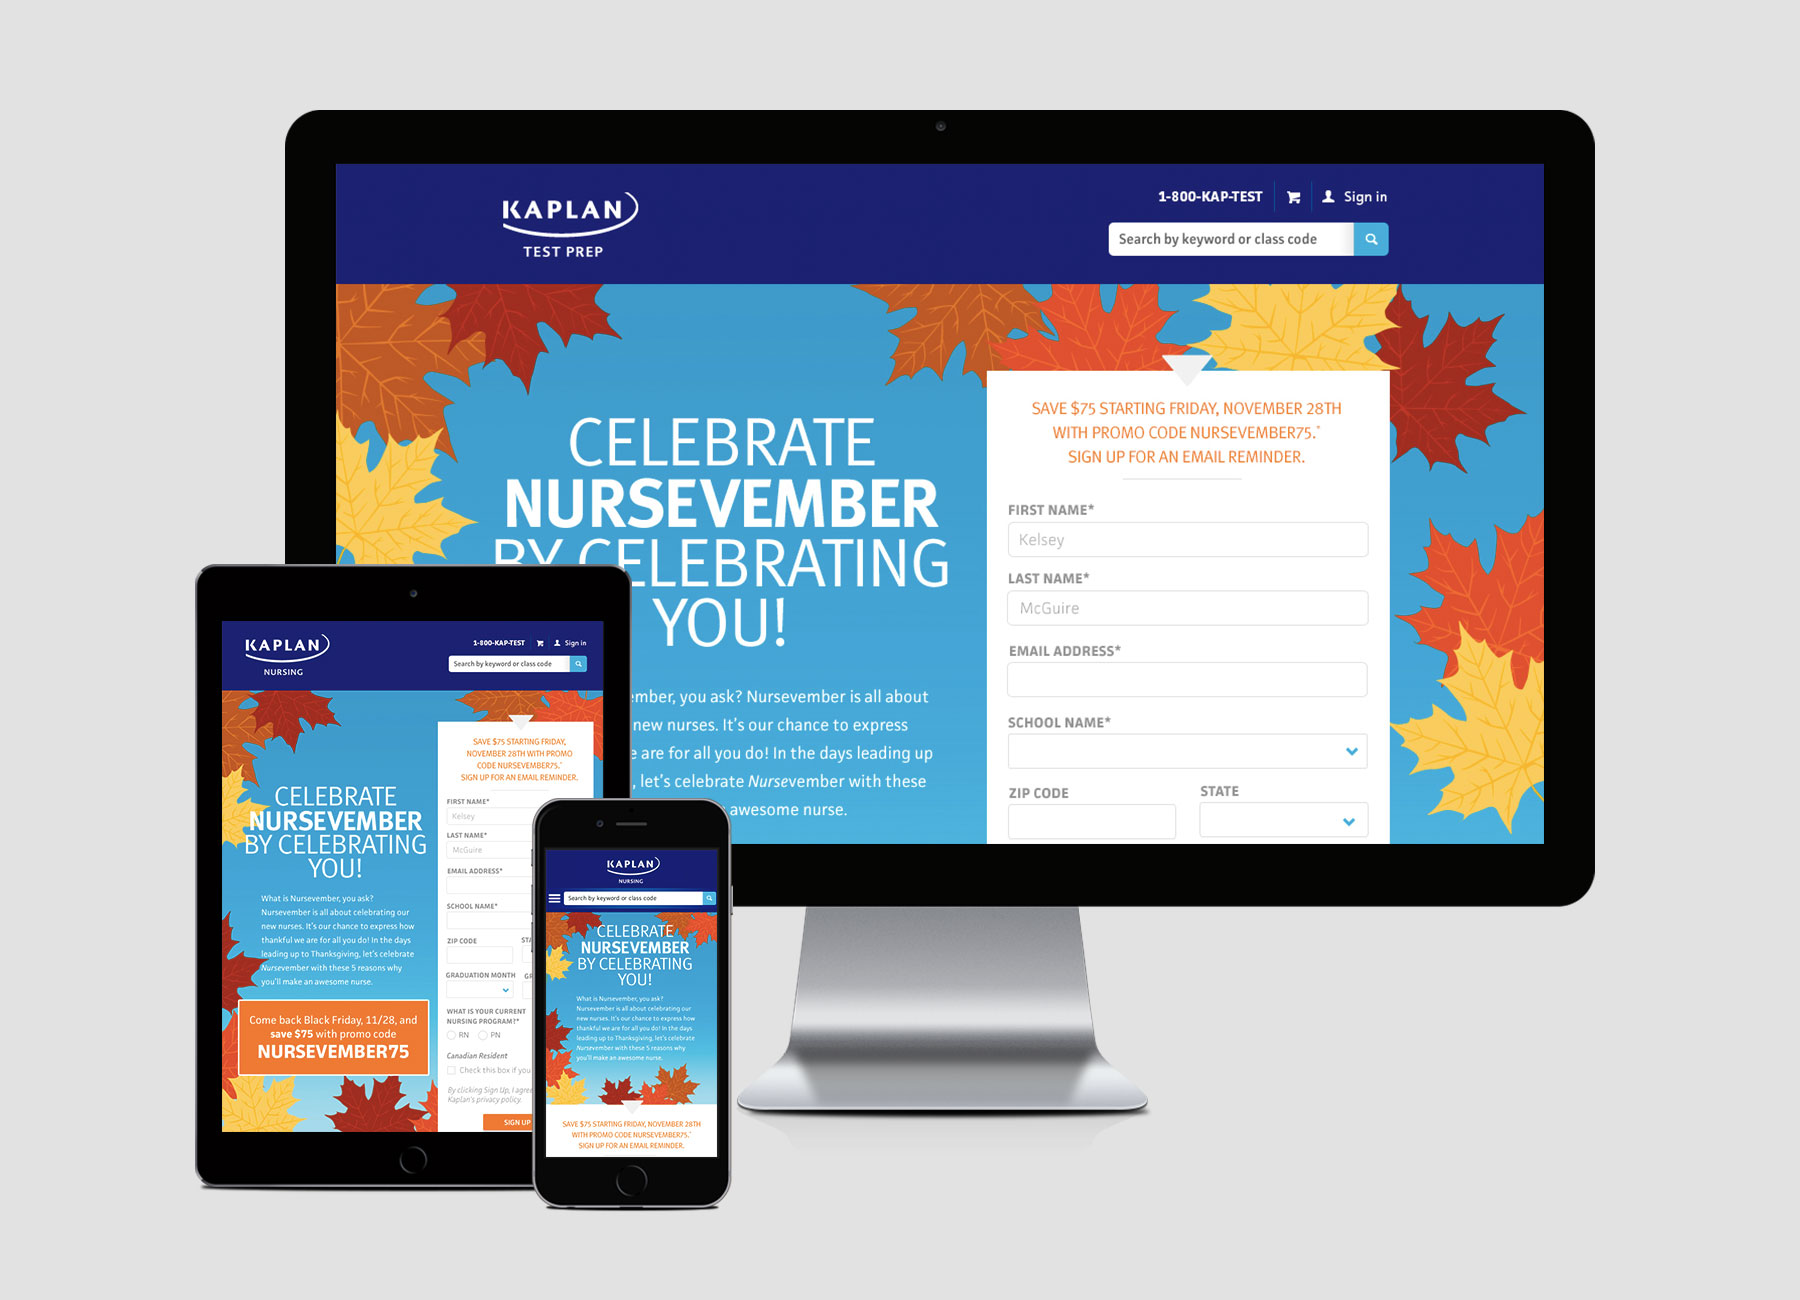 KAPLAN
TEST PREP
1-800-KAP-TEST
Sign in
Search by keyword or class code
CELEBRATE
NURSEVEMBER
BY CELEBRATING
YOU!
ember, you ask? Nursevember is all about
new nurses. It's our chance to express
e are for all you do! In the days leading up
, let's celebrate Nursevember with these
awesome nurse.
SAVE $75 STARTING FRIDAY, NOVEMBER 28TH
WITH PROMO CODE NURSEVEMBER75.*
SIGN UP FOR AN EMAIL REMINDER.
FIRST NAME*
Kelsey
LAST NAME*
McGuire
EMAIL ADDRESS*
SCHOOL NAME*
ZIP CODE
STATE
KAPLAN
NURSING
1-800-KAP-TEST
Sign in
Search by keyword or class code
CELEBRATE
NURSEVEMBER
BY CELEBRATING
YOU!
What is Nursevember, you ask?
Nursevember is all about celebrating our
new nurses. It's our chance to express how
thankful we are for all you do! In the days
leading up to Thanksgiving, let's celebrate
Nursevember with these 5 reasons why
you'll make an awesome nurse.
Come back Black Friday, 11/28, and
save $75 with promo code
NURSEVEMBER75
SAVE $75 STARTING FRIDAY,
NOVEMBER 28TH WITH PROMO
CODE NURSEVEMBER75.*
SIGN UP FOR AN EMAIL REMINDER.
FIRST NAME*
Kelsey
LAST NAME*
McGuire
EMAIL ADDRESS*
SCHOOL NAME*
ZIP CODE
STA
GRADUATION MONTH
GR
WHAT IS YOUR CURRENT
NURSING PROGRAM?*
RN
PN
Canadian Resident
Check this box if you
By clicking Sign Up, I agree
Kaplan's privacy policy.
SIGN UP
KAPLAN
NURSING
Search by keyword or class code
CELEBRATE
NURSEVEMBER
BY CELEBRATING
YOU!
What is Nursevember, you ask?
Nursevember is all about celebrating our
new nurses. It's our chance to express how
thankful we are for all you do! In the days
leading up to Thanksgiving, let's celebrate
Nursevember with these 5 reasons why
you'll make an awesome nurse.
SAVE $75 STARTING FRIDAY, NOVEMBER 28TH
WITH PROMO CODE NURSEVEMBER75.*
SIGN UP FOR AN EMAIL REMINDER.